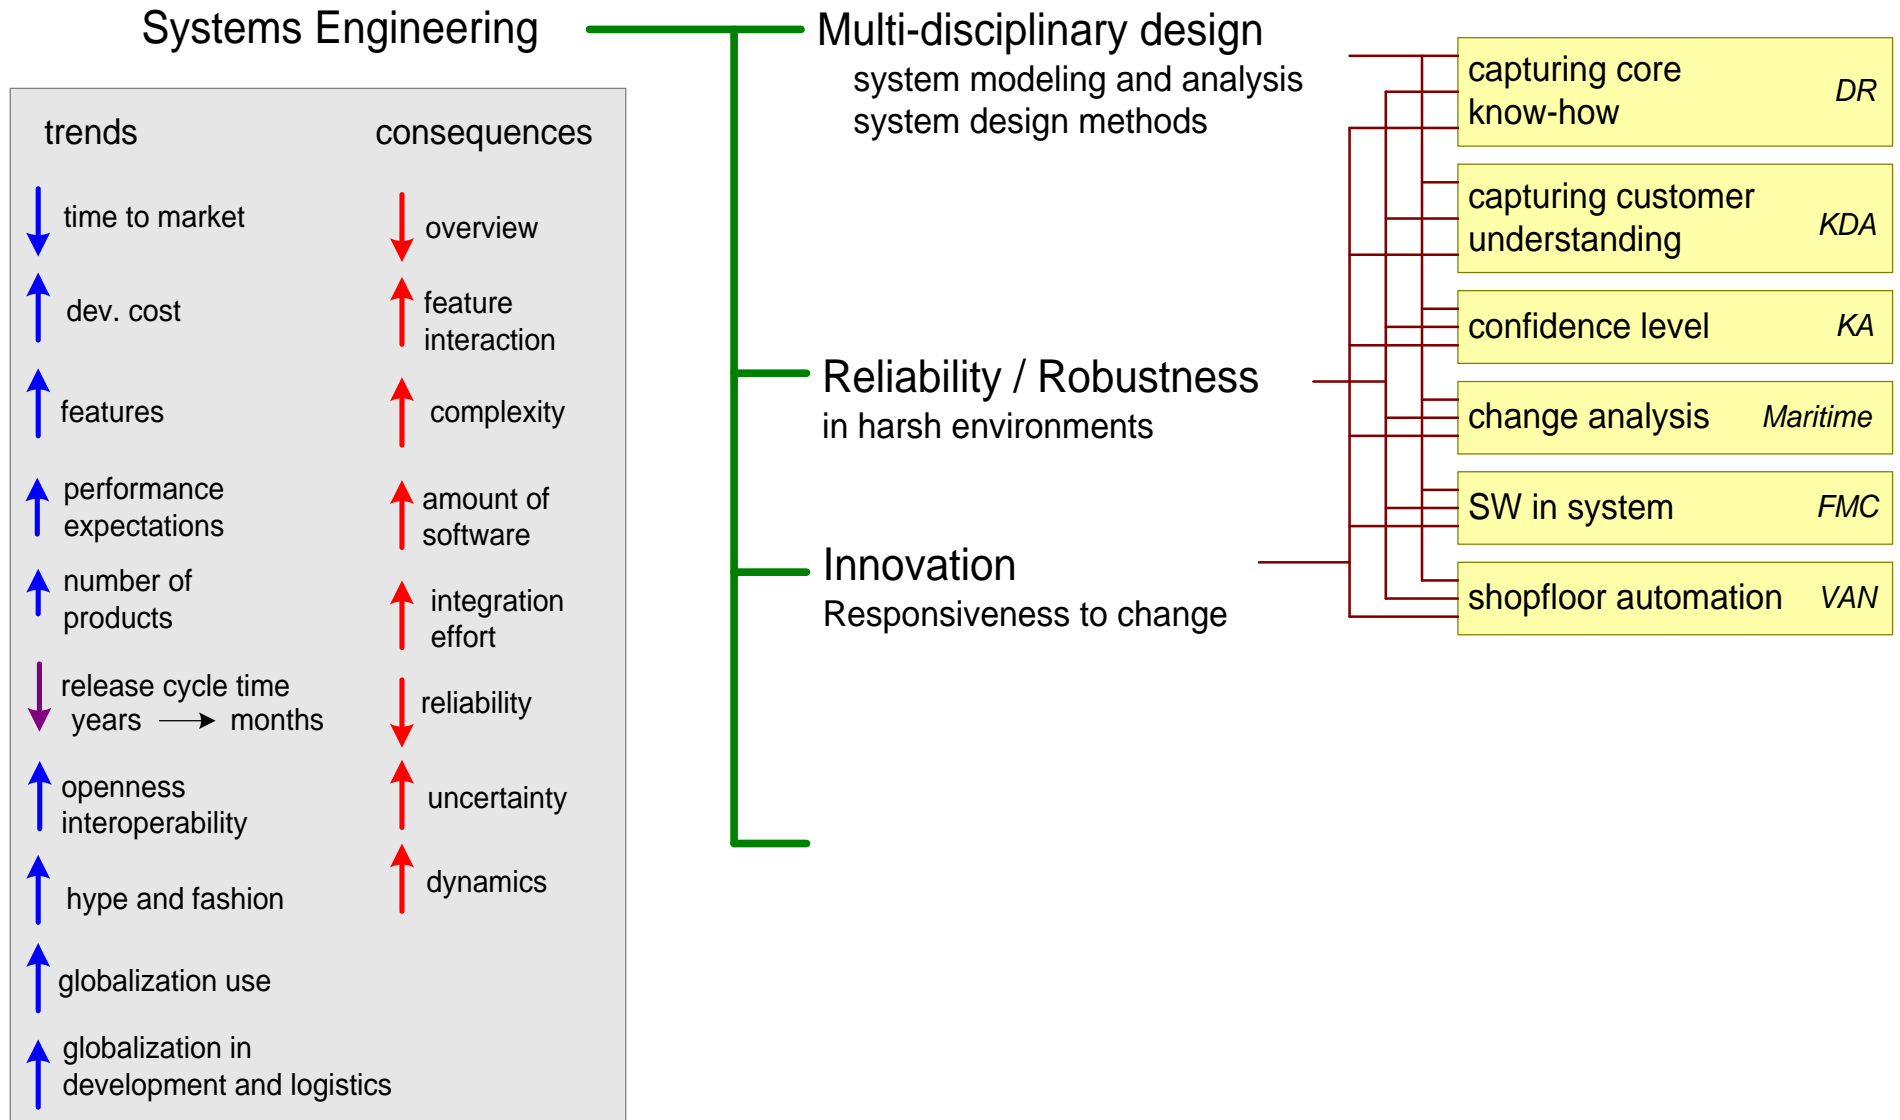 Systems Engineering
trends
consequences
time to market
dev. cost
features
performance
expectations
number of
products
release cycle time
years months
openness
interoperability
hype and fashion
globalization use
globalization in
development and logistics
overview
feature
interaction
complexity
amount of
software
integration
effort
reliability
uncertainty
dynamics
Multi-disciplinary design
system modeling and analysis
system design methods
Reliability / Robustness
in harsh environments
Innovation
Responsiveness to change
capturing core
know-how
DR
capturing customer
understanding
KDA
confidence level KA
change analysis Maritime
SW in system FMC
shopfloor automation VAN